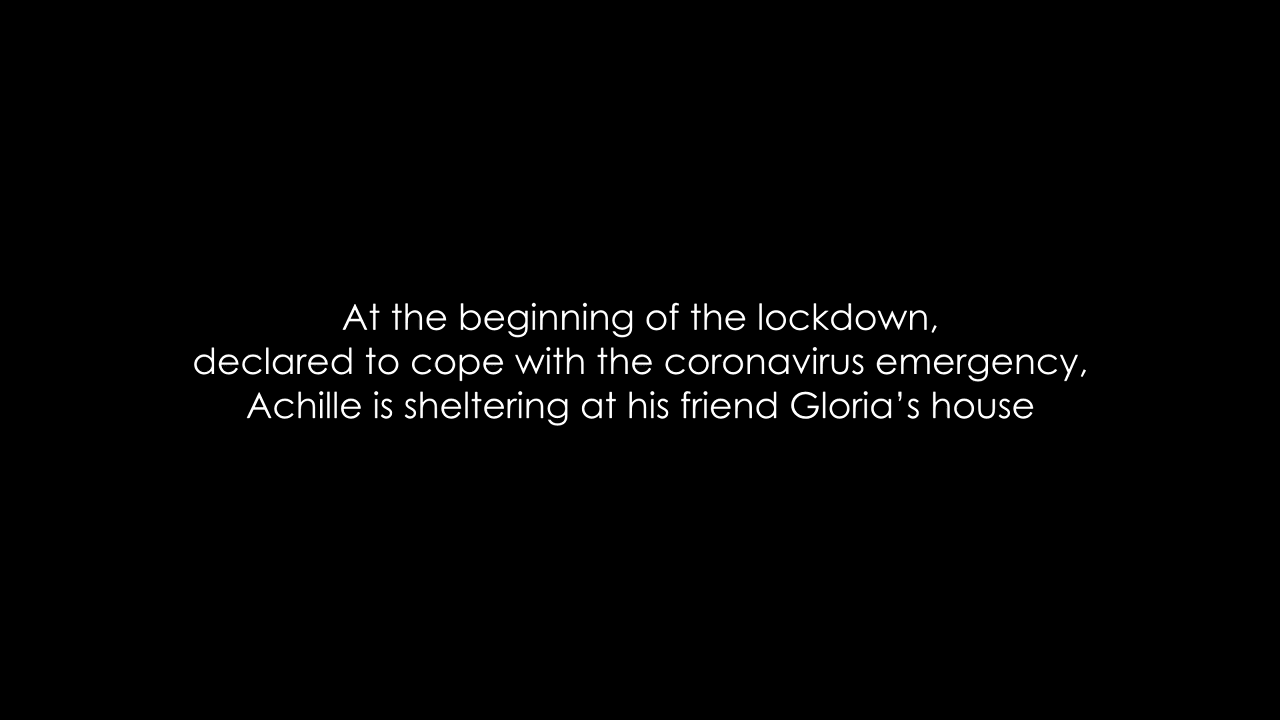 At the beginning of the lockdown,
declared to cope with the coronavirus emergency,
Achille is sheltering at his friend Gloria’s house